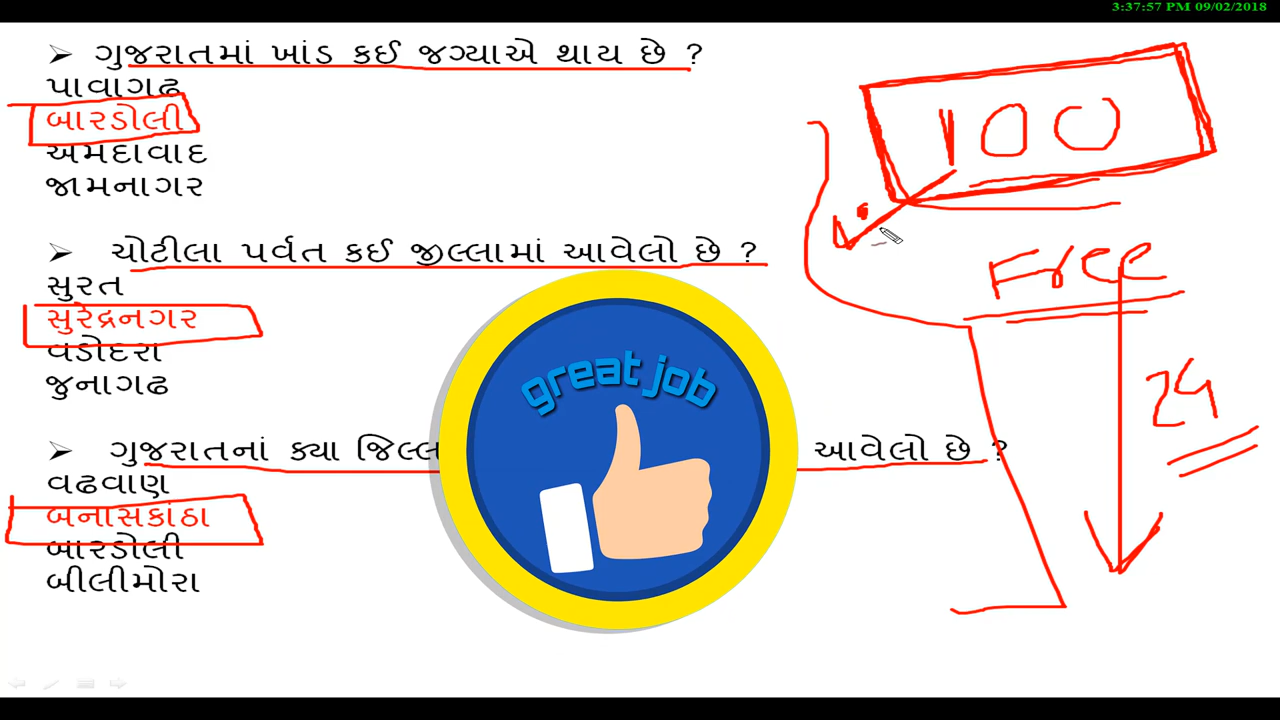 3:37:57 PM 09/02/2018
➢ ગુજરાતમાં ખાંડ કઈ જગ્યાએ થાય છે ?
પાવાગઢ
બારડોલી
અમદાવાદ
જામનગર
➢ ચોટીલા પર્વત કઈ જીલ્લામાં આવેલો છે ?
સુરત
સુરેદ્રનગર
વડોદરા
જુનાગઢ
➢ ગુજરાતનાં ક્યા આવેલો છે ?
વઢવાણ
બનાસકાંઠા
બારડોલી
બીલીમોરા
great job
100
Free
24